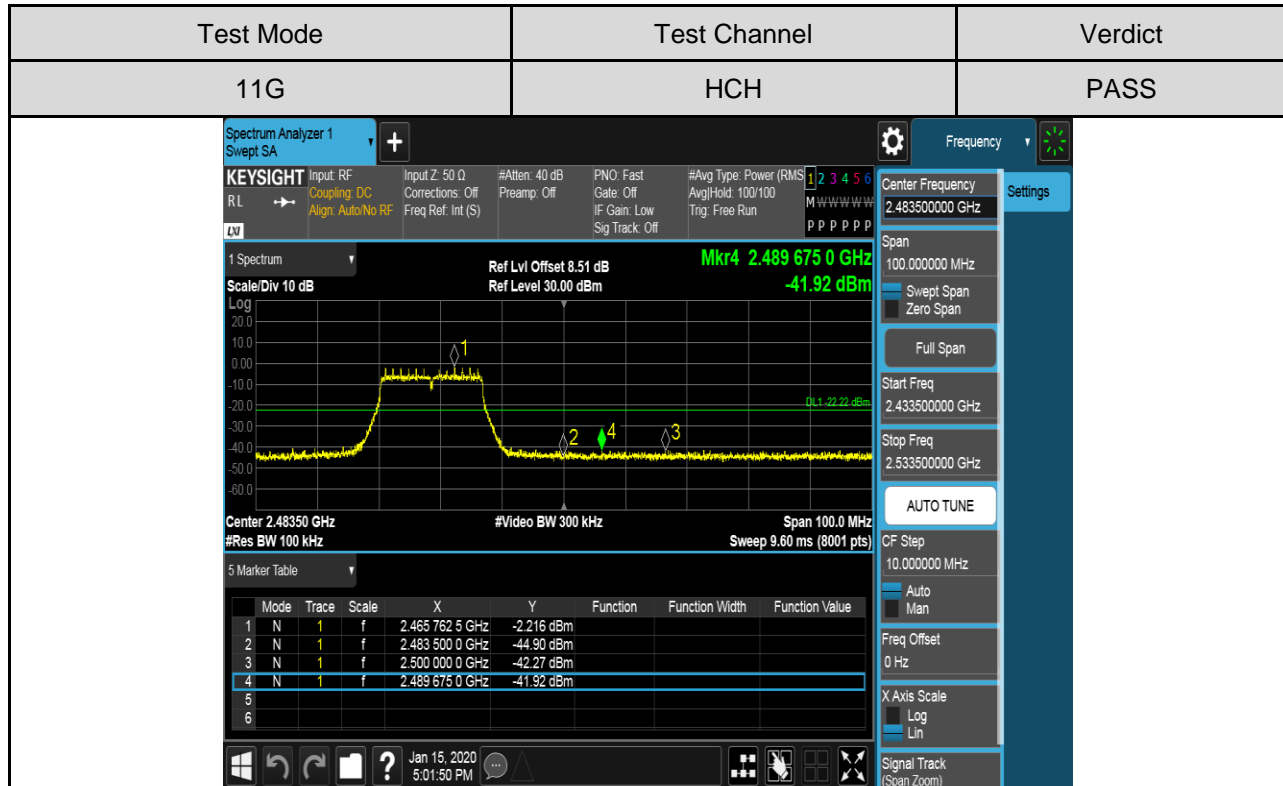 Test Mode Test Channel Verdict
11G HCH PASS
Spectrum Analyzer 1
Swept SA
+
Frequency
KEYSIGHT Input: RF Input Z: 50 Ω #Atten: 40 dB PNO: Fast #Avg Type: Power (RMS 1 2 3 4 5 6
RL Coupling: DC Corrections: Off Preamp: Off Gate: Off Avg|Hold: 100/100 M W W W W W
Align: Auto/No RF Freq Ref: Int (S) IF Gain: Low Trig: Free Run
LXI Sig Track: Off P P P P P P
Center Frequency
2.483500000 GHz
Settings
Span
100.000000 MHz
Swept Span
Zero Span
Full Span
Start Freq
2.433500000 GHz
Stop Freq
2.533500000 GHz
AUTO TUNE
CF Step
10.000000 MHz
Auto
Man
Freq Offset
0 Hz
X Axis Scale
Log
Lin
Signal Track
(Span Zoom)
1 Spectrum Ref Lvl Offset 8.51 dB Mkr4 2.489 675 0 GHz
Scale/Div 10 dB Ref Level 30.00 dBm -41.92 dBm
Log
20.0
10.0
0.00
-10.0
-20.0
-30.0
-40.0
-50.0
-60.0
1
DL1 -22.22 dBm
2 4 3
Center 2.48350 GHz #Video BW 300 kHz Span 100.0 MHz
#Res BW 100 kHz Sweep 9.60 ms (8001 pts)
5 Marker Table
Mode Trace Scale X Y Function Function Width Function Value
1 N 1 f 2.465 762 5 GHz -2.216 dBm
2 N 1 f 2.483 500 0 GHz -44.90 dBm
3 N 1 f 2.500 000 0 GHz -42.27 dBm
4 N 1 f 2.489 675 0 GHz -41.92 dBm
5
6
? Jan 15, 2020
5:01:50 PM